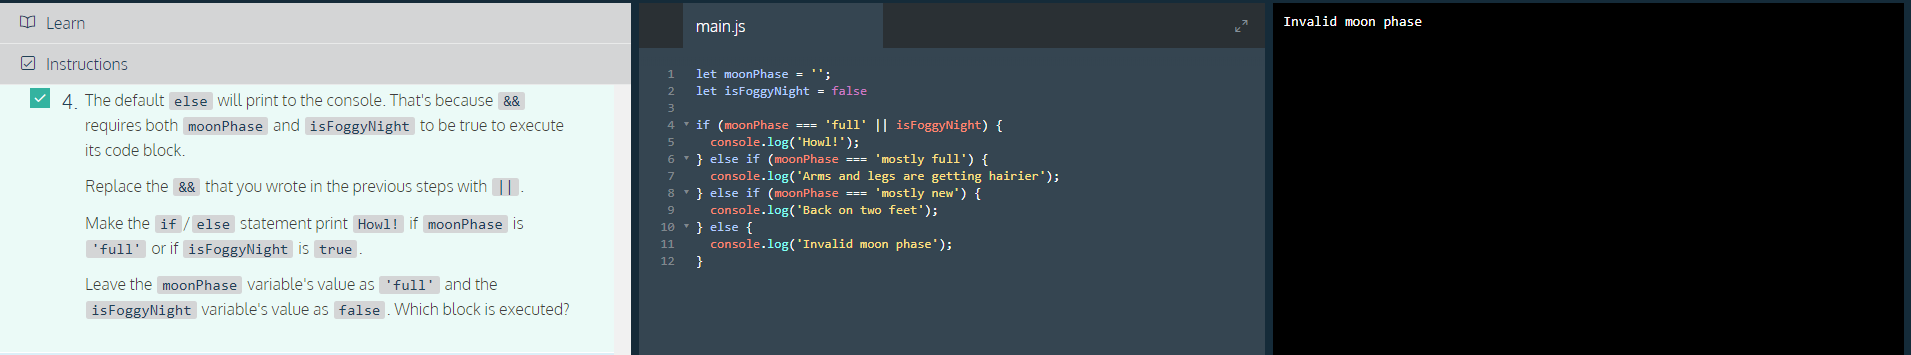 Learn
Instructions
4. The default else will print to the console. That's because &&
requires both moonPhase and isFoggyNight to be true to execute
its code block.
Replace the && that you wrote in the previous steps with ||.
Make the if / else statement print Howl! if moonPhase is
'full' or if isFoggyNight is true.
Leave the moonPhase variable's value as 'full' and the
isFoggyNight variable's value as false. Which block is executed?
main.js
1 let moonPhase = '';
2 let isFoggyNight = false
3
4 if (moonPhase === 'full' || isFoggyNight) {
5   console.log('Howl!');
6 } else if (moonPhase === 'mostly full') {
7   console.log('Arms and legs are getting hairier');
8 } else if (moonPhase === 'mostly new') {
9   console.log('Back on two feet');
10 } else {
11   console.log('Invalid moon phase');
12 }
Invalid moon phase